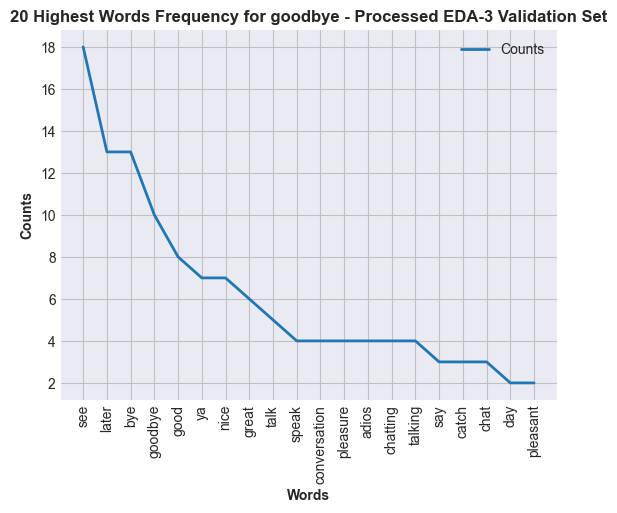 20 Highest Words Frequency for goodbye - Processed EDA-3 Validation Set
Counts
18
16
14
12
10
8
6
4
2
Counts
see
later
bye
goodbye
good
ya
nice
great
talk
speak
conversation
pleasure
adios
chatting
talking
say
catch
chat
day
pleasant
Words